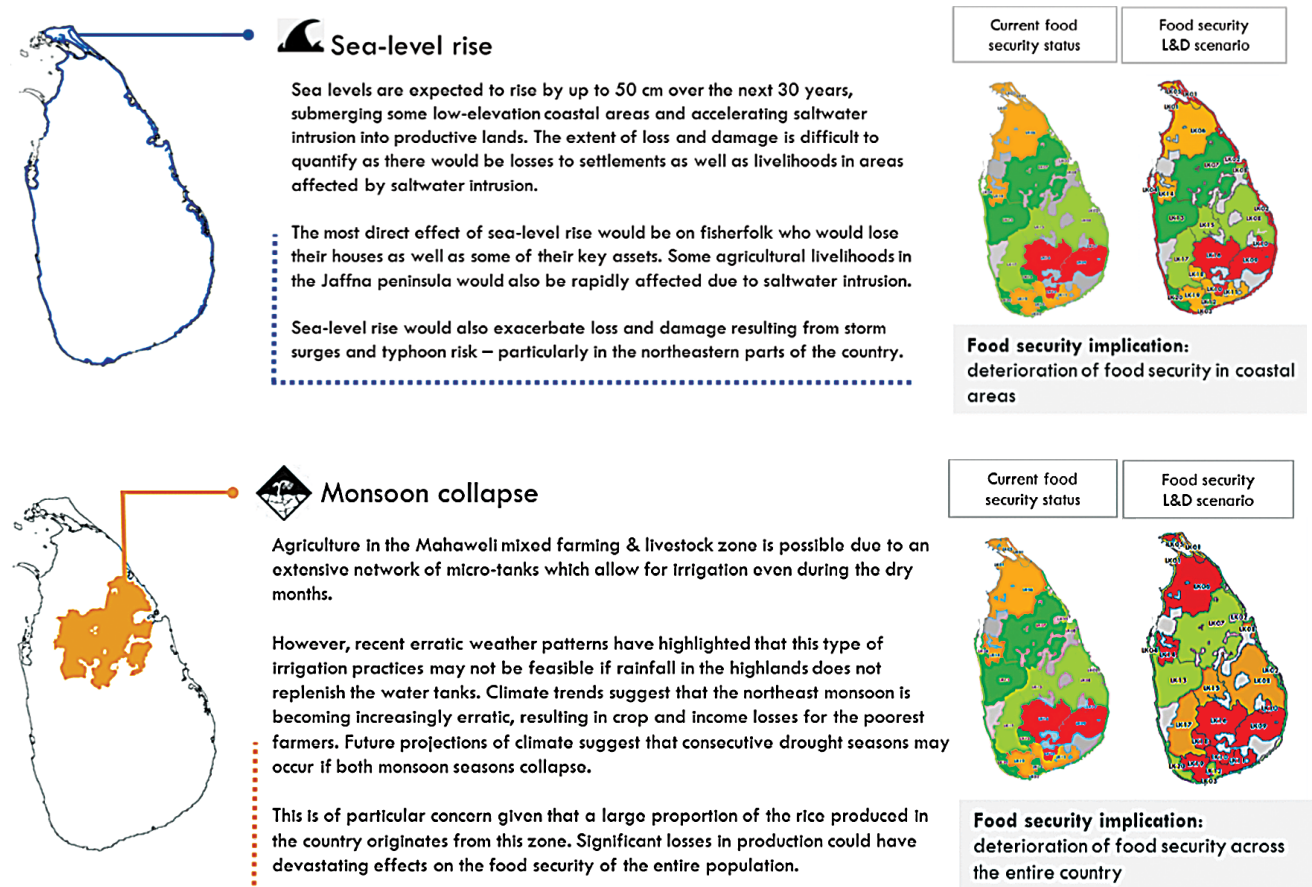 Sea-level rise
Sea levels are expected to rise by up to 50 cm over the next 30 years,
submerging some low-elevation coastal areas and accelerating saltwater
intrusion into productive lands. The extent of loss and damage is difficult to
quantify as there would be losses to settlements as well as livelihoods in areas
affected by saltwater intrusion.
The most direct effect of sea-level rise would be on fisherfolk who would lose
their houses as well as some of their key assets. Some agricultural livelihoods in
the Jaffna peninsula would also be rapidly affected due to saltwater intrusion.
Sea-level rise would also exacerbate loss and damage resulting from storm
surges and typhoon risk – particularly in the northeastern parts of the country.
Current food
security status
Food security
L&D scenario
LK06
LK07
LK13
LK15
LK17
Food security implication:
deterioration of food security in coastal
areas
Monsoon collapse
Agriculture in the Mahaweli mixed farming & livestock zone is possible due to an
extensive network of micro-tanks which allow for irrigation even during the dry
months.
However, recent erratic weather patterns have highlighted that this type of
irrigation practices may not be feasible if rainfall in the highlands does not
replenish the water tanks. Climate trends suggest that the northeast monsoon is
becoming increasingly erratic, resulting in crop and income losses for the poorest
farmers. Future projections of climate suggest that consecutive drought seasons may
occur if both monsoon seasons collapse.
This is of particular concern given that a large proportion of the rice produced in
the country originates from this zone. Significant losses in production could have
devastating effects on the food security of the entire population.
Current food
security status
Food security
L&D scenario
LK07
LK13
LK15
LK17
Food security implication:
deterioration of food security across
the entire country